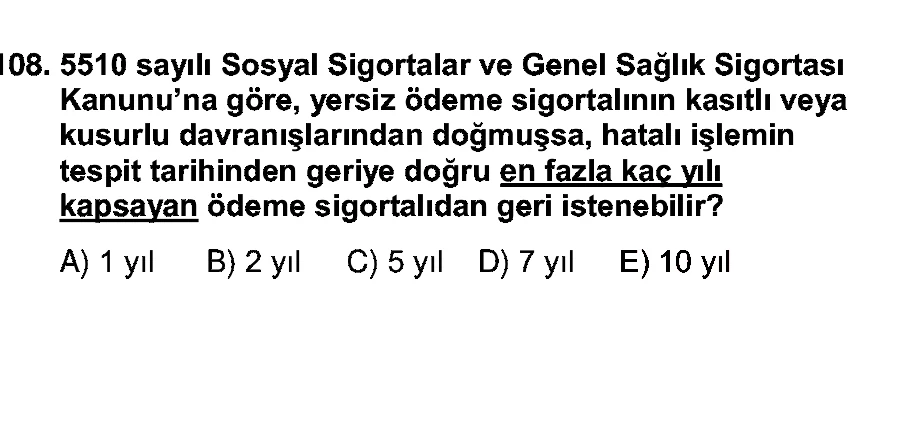 108. 5510 sayılı Sosyal Sigortalar ve Genel Sağlık Sigortası
Kanunu’na göre, yersiz ödeme sigortalının kasıtlı veya
kusurlu davranışlarından doğmuşsa, hatalı işlemin
tespit tarihinden geriye doğru en fazla kaç yılı
kapsayan ödeme sigortalıdan geri istenebilir?
A) 1 yıl B) 2 yıl C) 5 yıl D) 7 yıl E) 10 yıl